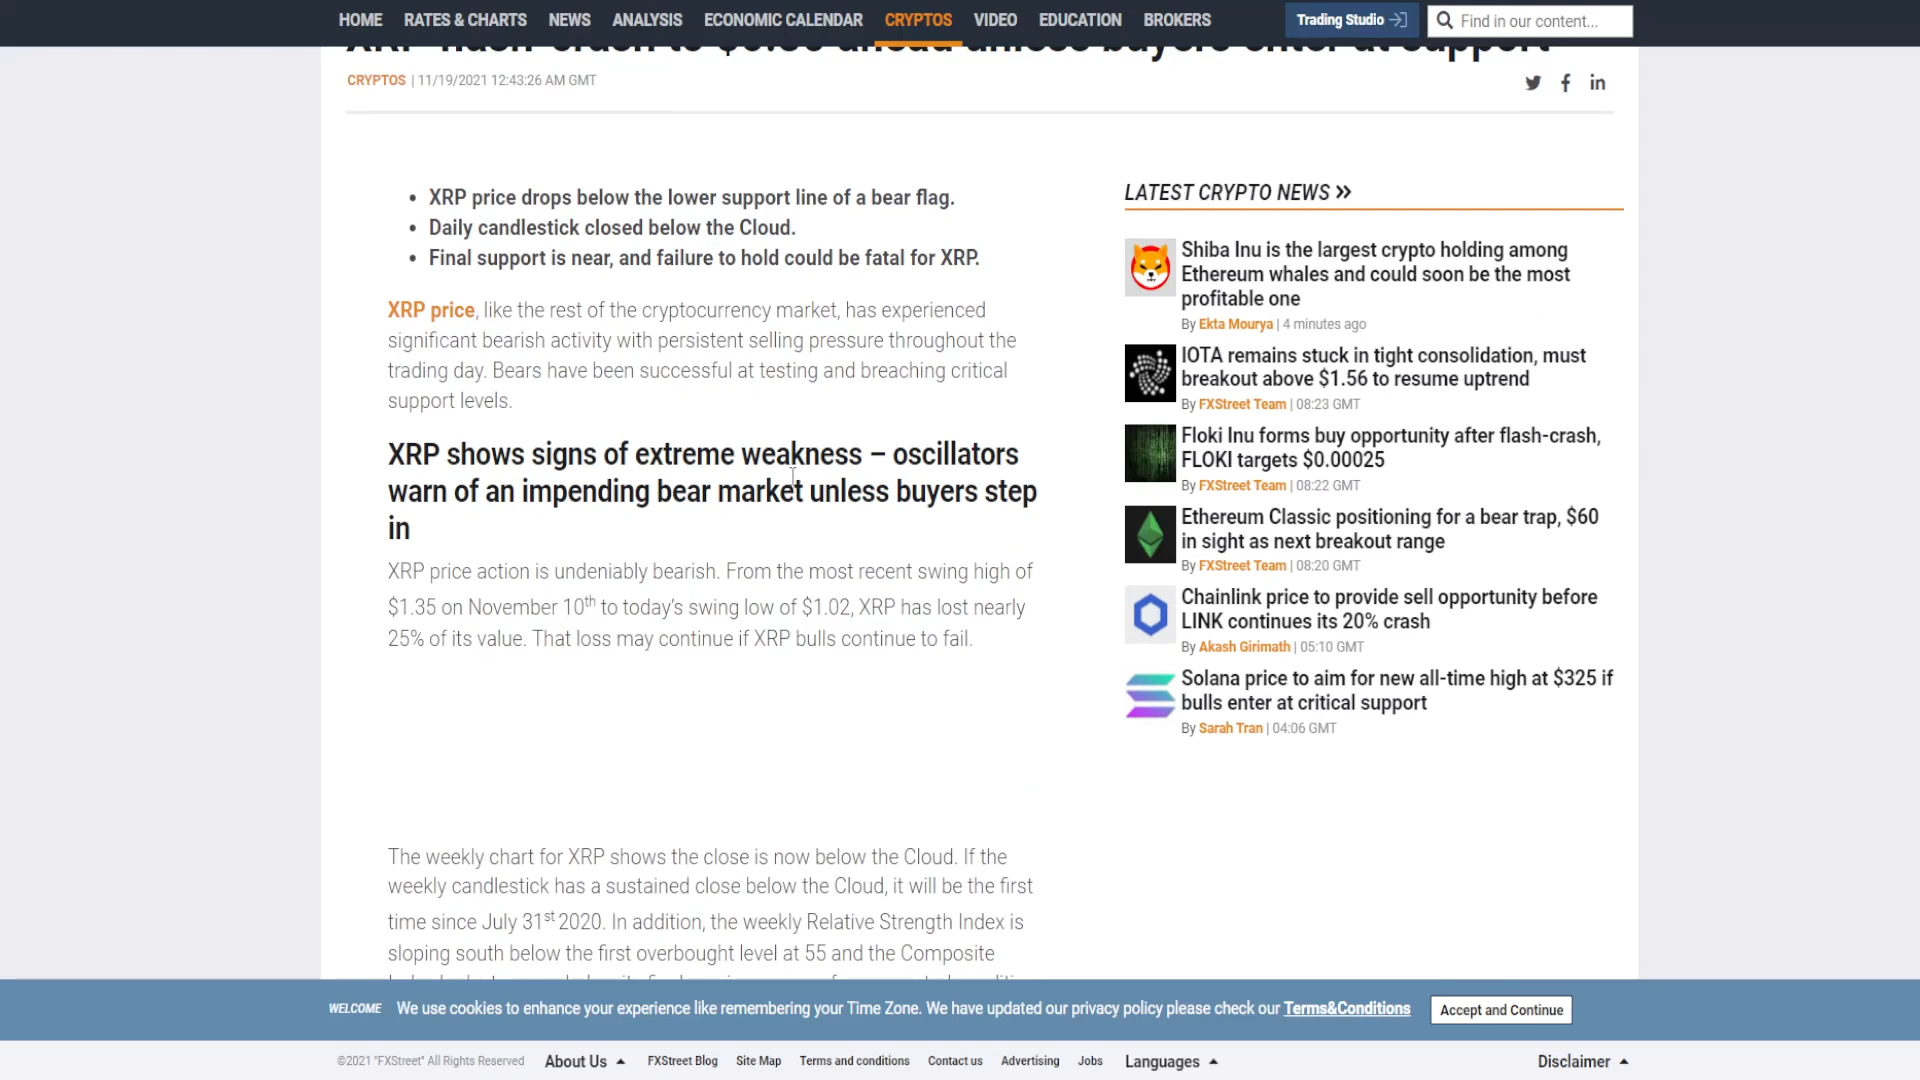 HOME RATES & CHARTS NEWS ANALYSIS ECONOMIC CALENDAR CRYPTOS VIDEO EDUCATION BROKERS Trading Studio Find in our content...
ahead unless buyers enter at support
CRYPTOS | 11/19/2021 12:43:26 AM GMT
• XRP price drops below the lower support line of a bear flag.
• Daily candlestick closed below the Cloud.
• Final support is near, and failure to hold could be fatal for XRP.
XRP price, like the rest of the cryptocurrency market, has experienced
significant bearish activity with persistent selling pressure throughout the
trading day. Bears have been successful at testing and breaching critical
support levels.
XRP shows signs of extreme weakness – oscillators
warn of an impending bear market unless buyers step
in
XRP price action is undeniably bearish. From the most recent swing high of
$1.35 on November 10th to today's swing low of $1.02, XRP has lost nearly
25% of its value. That loss may continue if XRP bulls continue to fail.
The weekly chart for XRP shows the close is now below the Cloud. If the
weekly candlestick has a sustained close below the Cloud, it will be the first
time since July 31st 2020. In addition, the weekly Relative Strength Index is
sloping south below the first overbought level at 55 and the Composite
LATEST CRYPTO NEWS »
Shiba Inu is the largest crypto holding among
Ethereum whales and could soon be the most
profitable one
By Ekta Mourya | 4 minutes ago
IOTA remains stuck in tight consolidation, must
breakout above $1.56 to resume uptrend
By FXStreet Team | 08:23 GMT
Floki Inu forms buy opportunity after flash-crash,
FLOKI targets $0.00025
By FXStreet Team | 08:22 GMT
Ethereum Classic positioning for a bear trap, $60
in sight as next breakout range
By FXStreet Team | 08:20 GMT
Chainlink price to provide sell opportunity before
LINK continues its 20% crash
By Akash Girimath | 05:10 GMT
Solana price to aim for new all-time high at $325 if
bulls enter at critical support
By Sarah Tran | 04:06 GMT
WELCOME We use cookies to enhance your experience like remembering your Time Zone. We have updated our privacy policy please check our Terms&Conditions Accept and Continue
©2021 "FXStreet" All Rights Reserved About Us FXStreet Blog Site Map Terms and conditions Contact us Advertising Jobs Languages Disclaimer